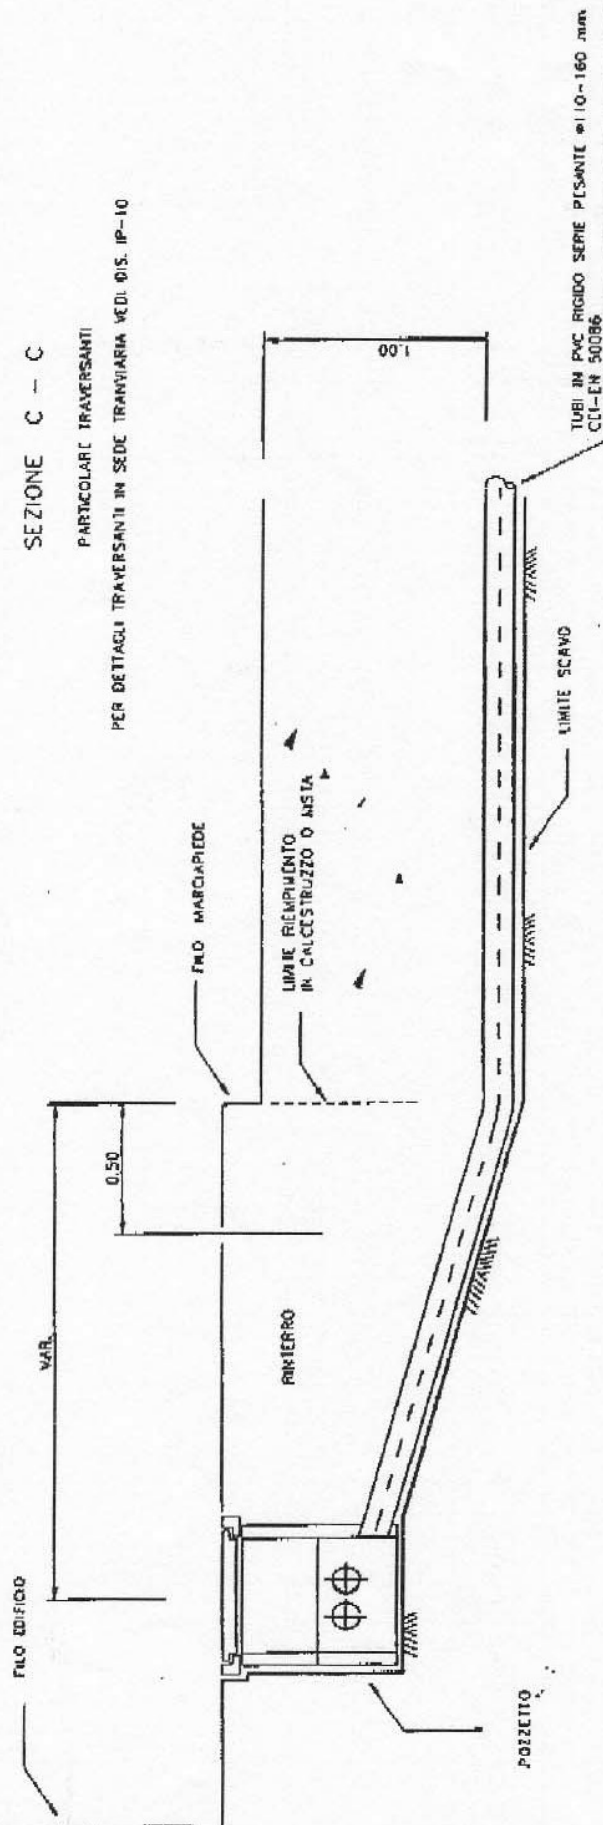 SEZIONE C - C
PARTICOLARE TRAVERSANTI
PER DETTAGLI TRAVERSANTI IN SEDE TRANVIARIA VEDI DIS. IP-10
FILO EDIFICIO
VAR.
0.50
FILO MARCIAPIEDE
LIMITE RIEMPIMENTO
IN CALCESTRUZZO O MISTA
1.00
RINTERRO
POZZETTO
LIMITE SCAVO
TUBI IN PVC RIGIDO SERIE PESANTE ø110-160 mm
CEI-EN 50086